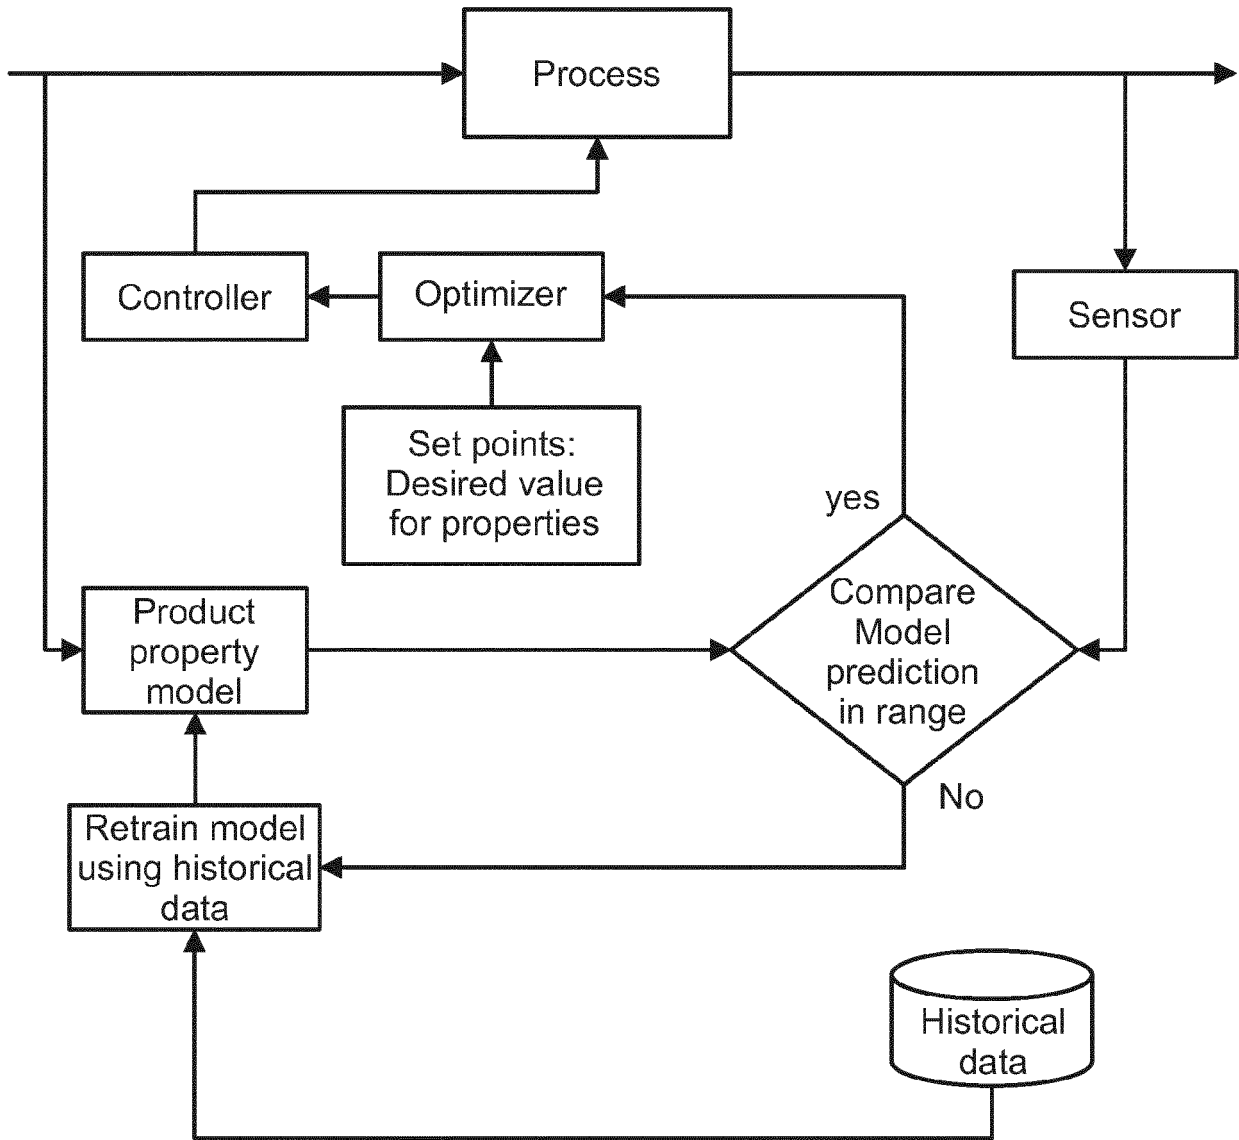 Process
Controller
Optimizer
Sensor
Set points:
Desired value
for properties
yes
Product
property
model
Compare
Model
prediction
in range
No
Retrain model
using historical
data
Historical
data